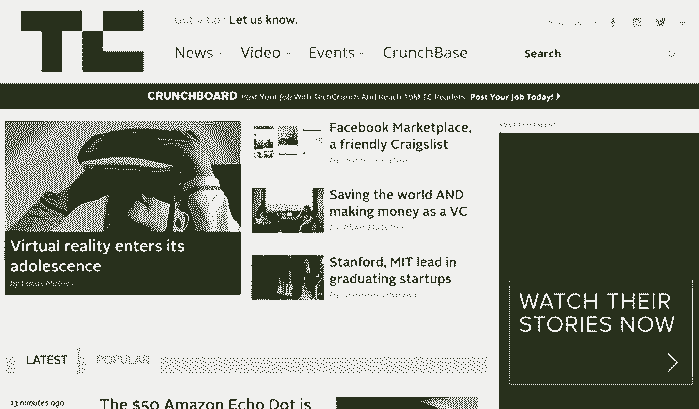 TC
Let us know.
News Video Events CrunchBase Search
CRUNCHBOARD Post Your Job With TechCrunch And Reach 10M TC Readers. Post Your Job Today!
Facebook Marketplace,
a friendly Craigslist
Saving the world AND
making money as a VC
Virtual reality enters its
adolescence
Stanford, MIT lead in
graduating startups
WATCH THEIR
STORIES NOW
LATEST POPULAR
13 minutes ago
The $50 Amazon Echo Dot is